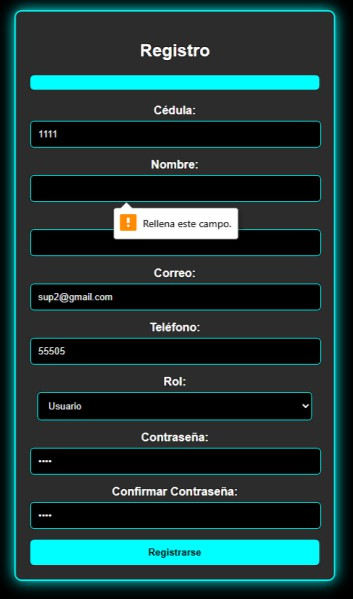 Registro
Cédula:
1111
Nombre:
Rellena este campo.
Correo:
sup2@gmail.com
Teléfono:
55505
Rol:
Usuario
Contraseña:
••••
Confirmar Contraseña:
••••
Registrarse